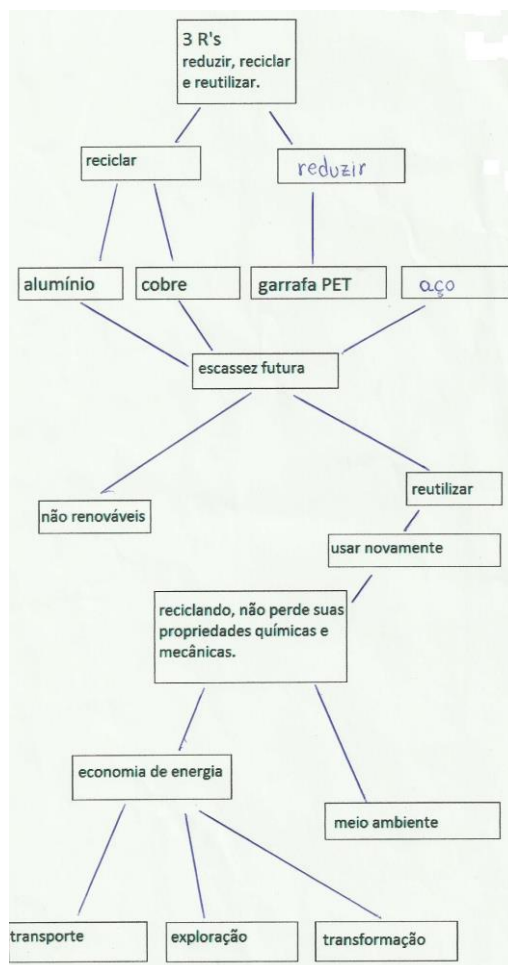 3 R's
reduzir, reciclar
e reutilizar.
reciclar
reduzir
alumínio
cobre
garrafa PET
aço
escassez futura
não renováveis
reutilizar
usar novamente
reciclando, não perde suas
propriedades químicas e
mecânicas.
economia de energia
meio ambiente
transporte
exploração
transformação